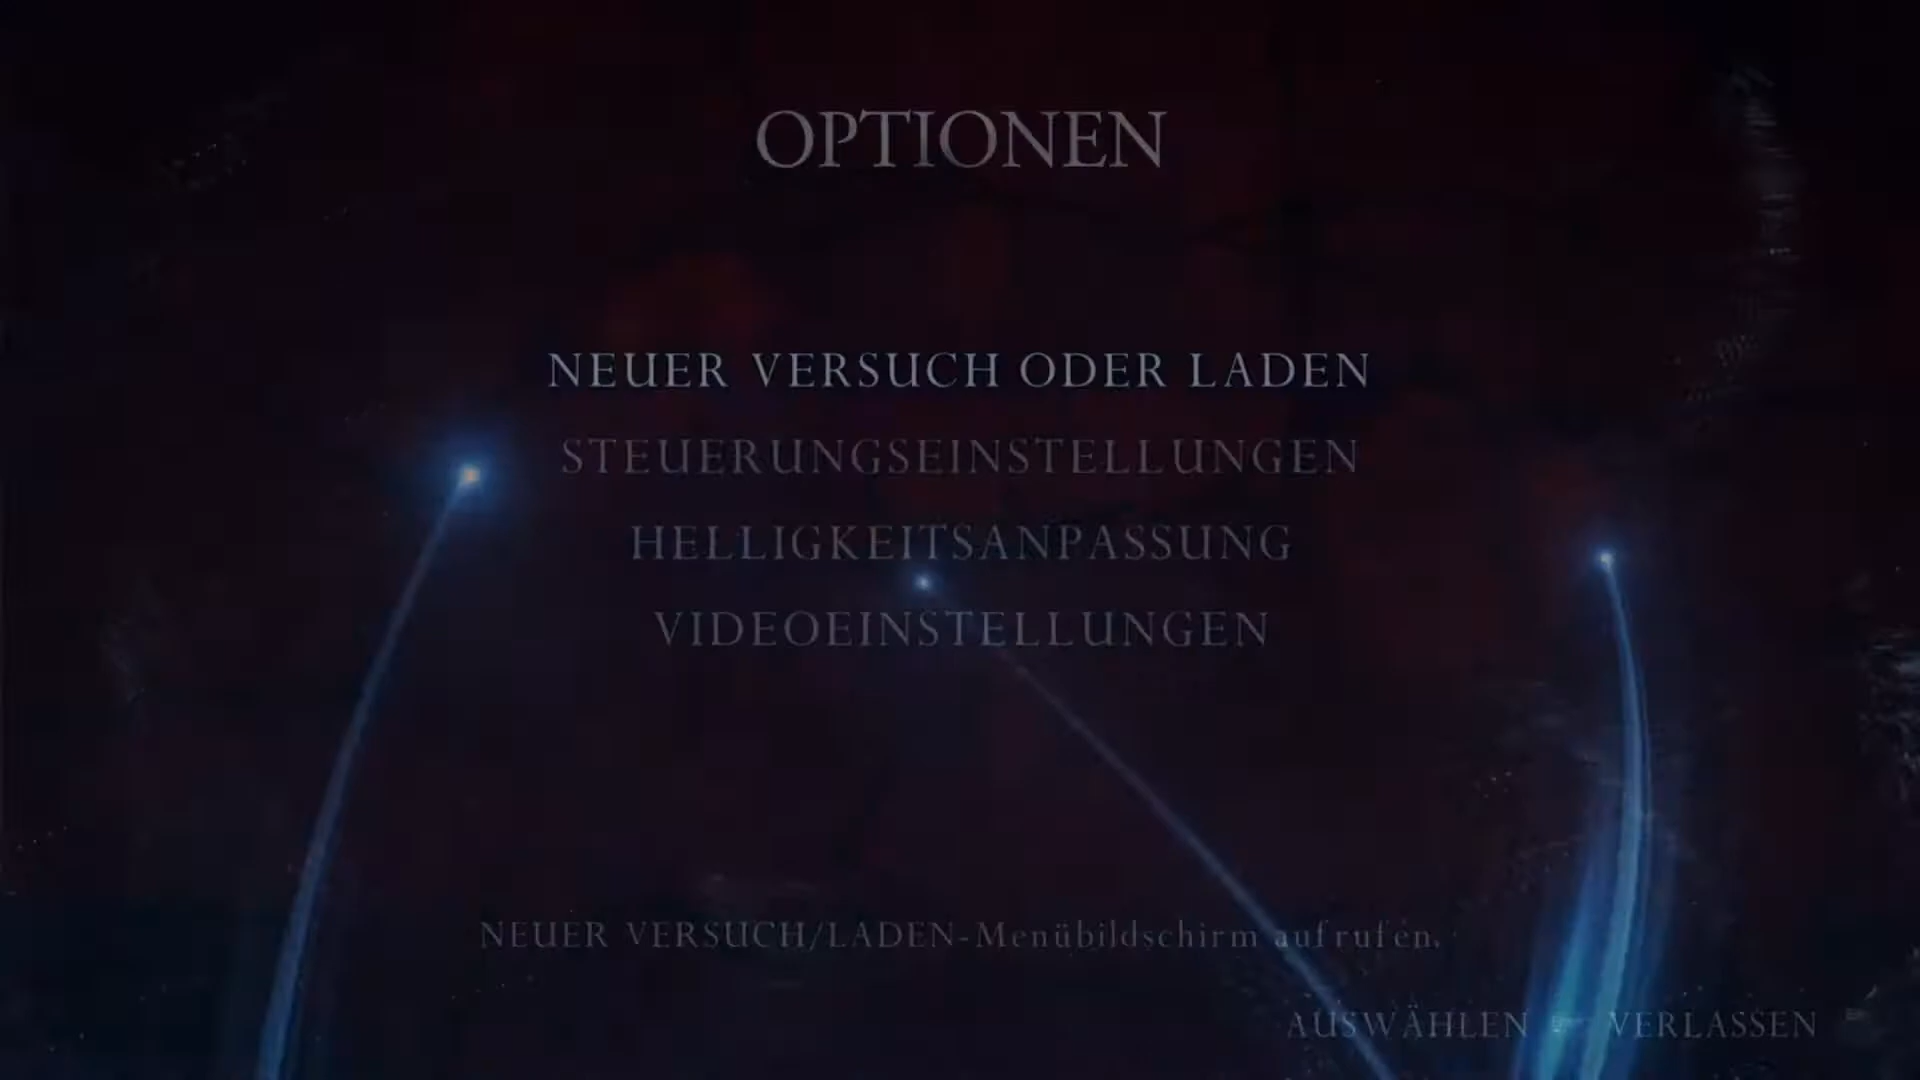 OPTIONEN
NEUER VERSUCH ODER LADEN
STEUERUNGSEINSTELLUNGEN
HELLIGKEITSANPASSUNG
VIDEOEINSTELLUNGEN
NEUER VERSUCH/LADEN-Menübildschirm aufrufen.
AUSWÄHLEN VERLASSEN